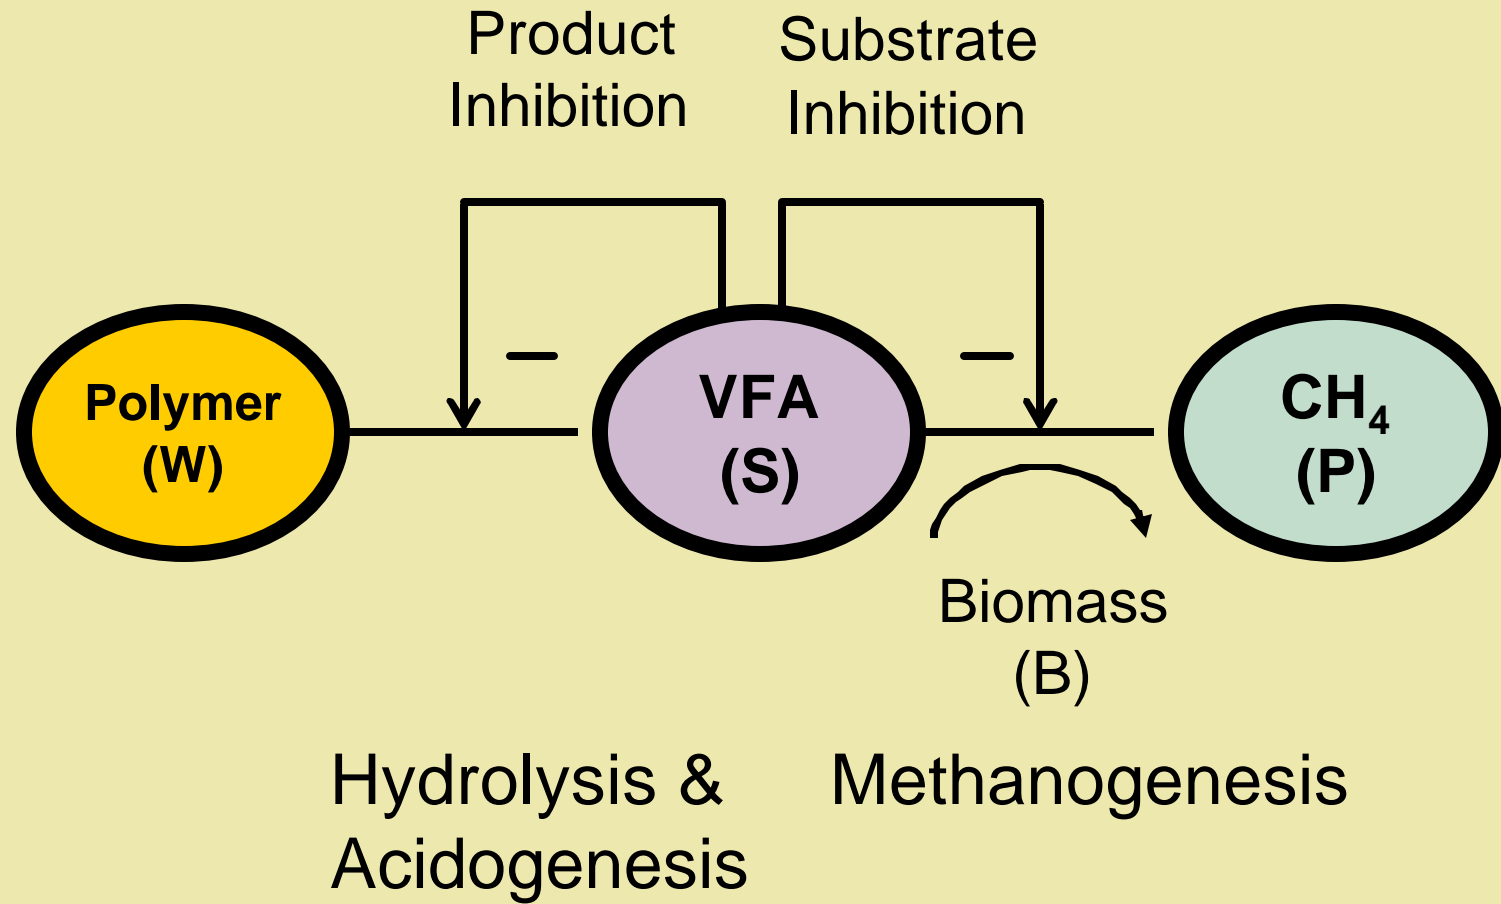 Product
Inhibition
Substrate
Inhibition
–
–
Polymer
(W)
VFA
(S)
CH₄
(P)
Biomass
(B)
Hydrolysis &
Acidogenesis
Methanogenesis